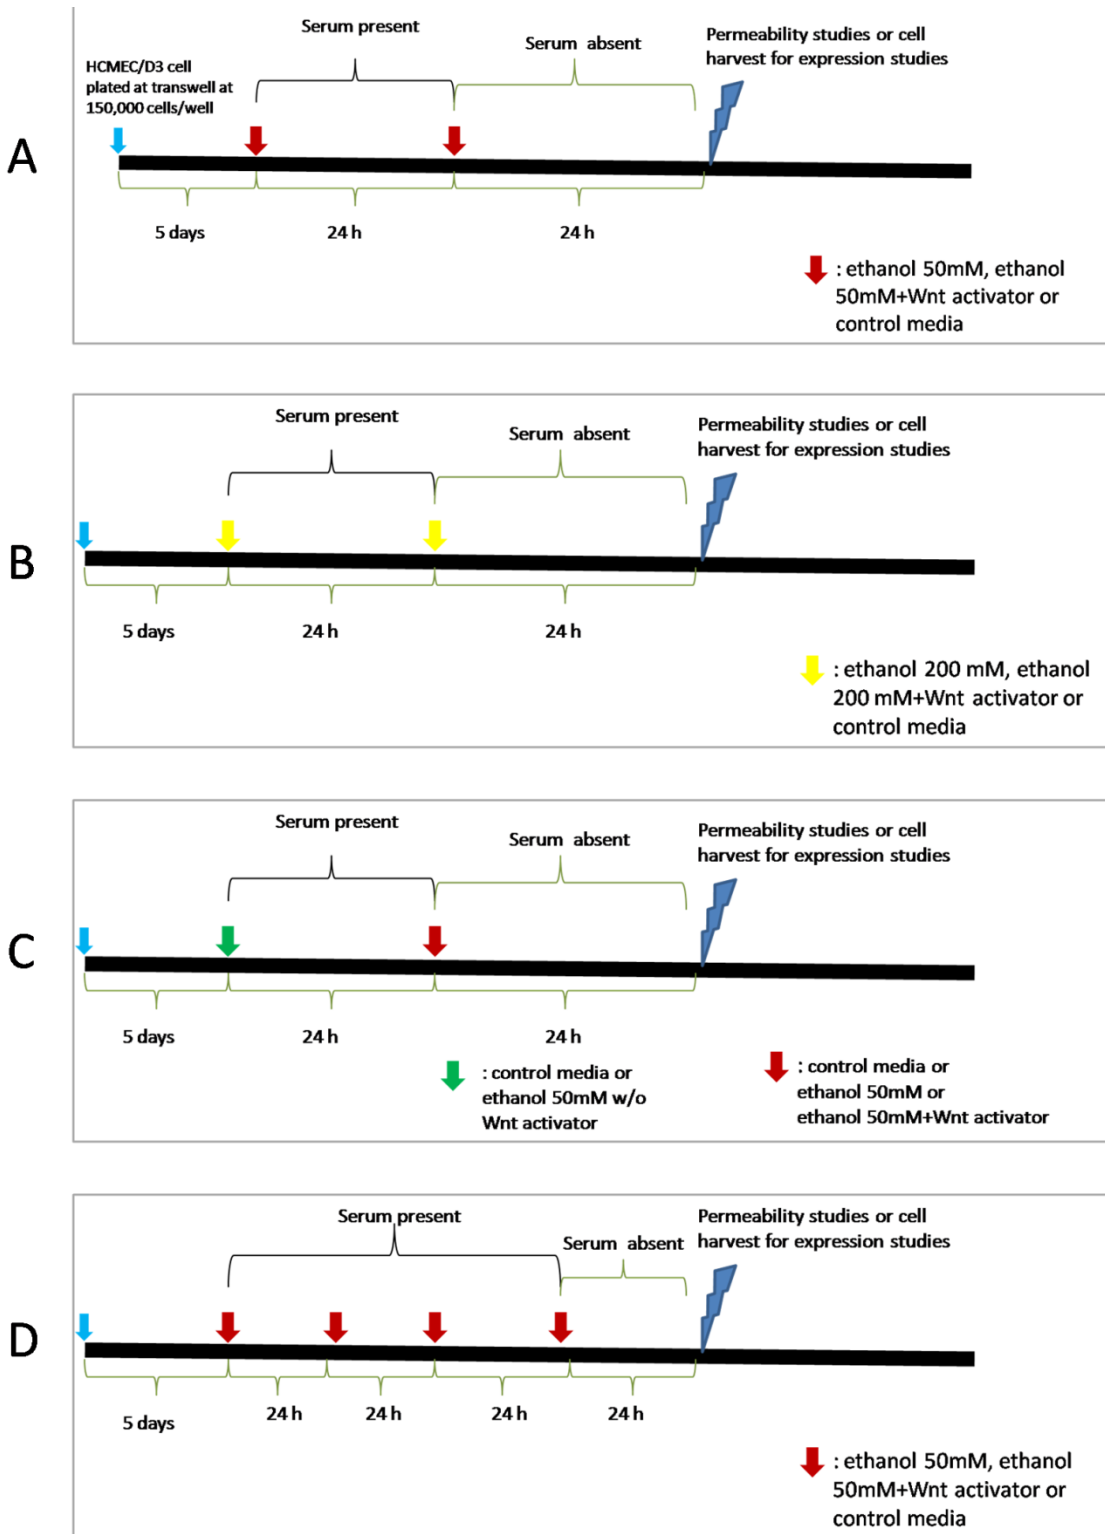 Serum present
Serum absent
Permeability studies or cell
harvest for expression studies
HCMEC/D3 cell
plated at transwell at
150,000 cells/well
A
5 days
24 h
24 h
: ethanol 50mM, ethanol
50mM+Wnt activator or
control media
Serum present
Serum absent
Permeability studies or cell
harvest for expression studies
B
5 days
24 h
24 h
: ethanol 200 mM, ethanol
200 mM+Wnt activator or
control media
Serum present
Serum absent
Permeability studies or cell
harvest for expression studies
C
5 days
24 h
24 h
: control media or
ethanol 50mM w/o
Wnt activator
: control media or
ethanol 50mM or
ethanol 50mM+Wnt activator
Serum present
Serum absent
Permeability studies or cell
harvest for expression studies
D
5 days
24 h
24 h
24 h
24 h
: ethanol 50mM, ethanol
50mM+Wnt activator or
control media